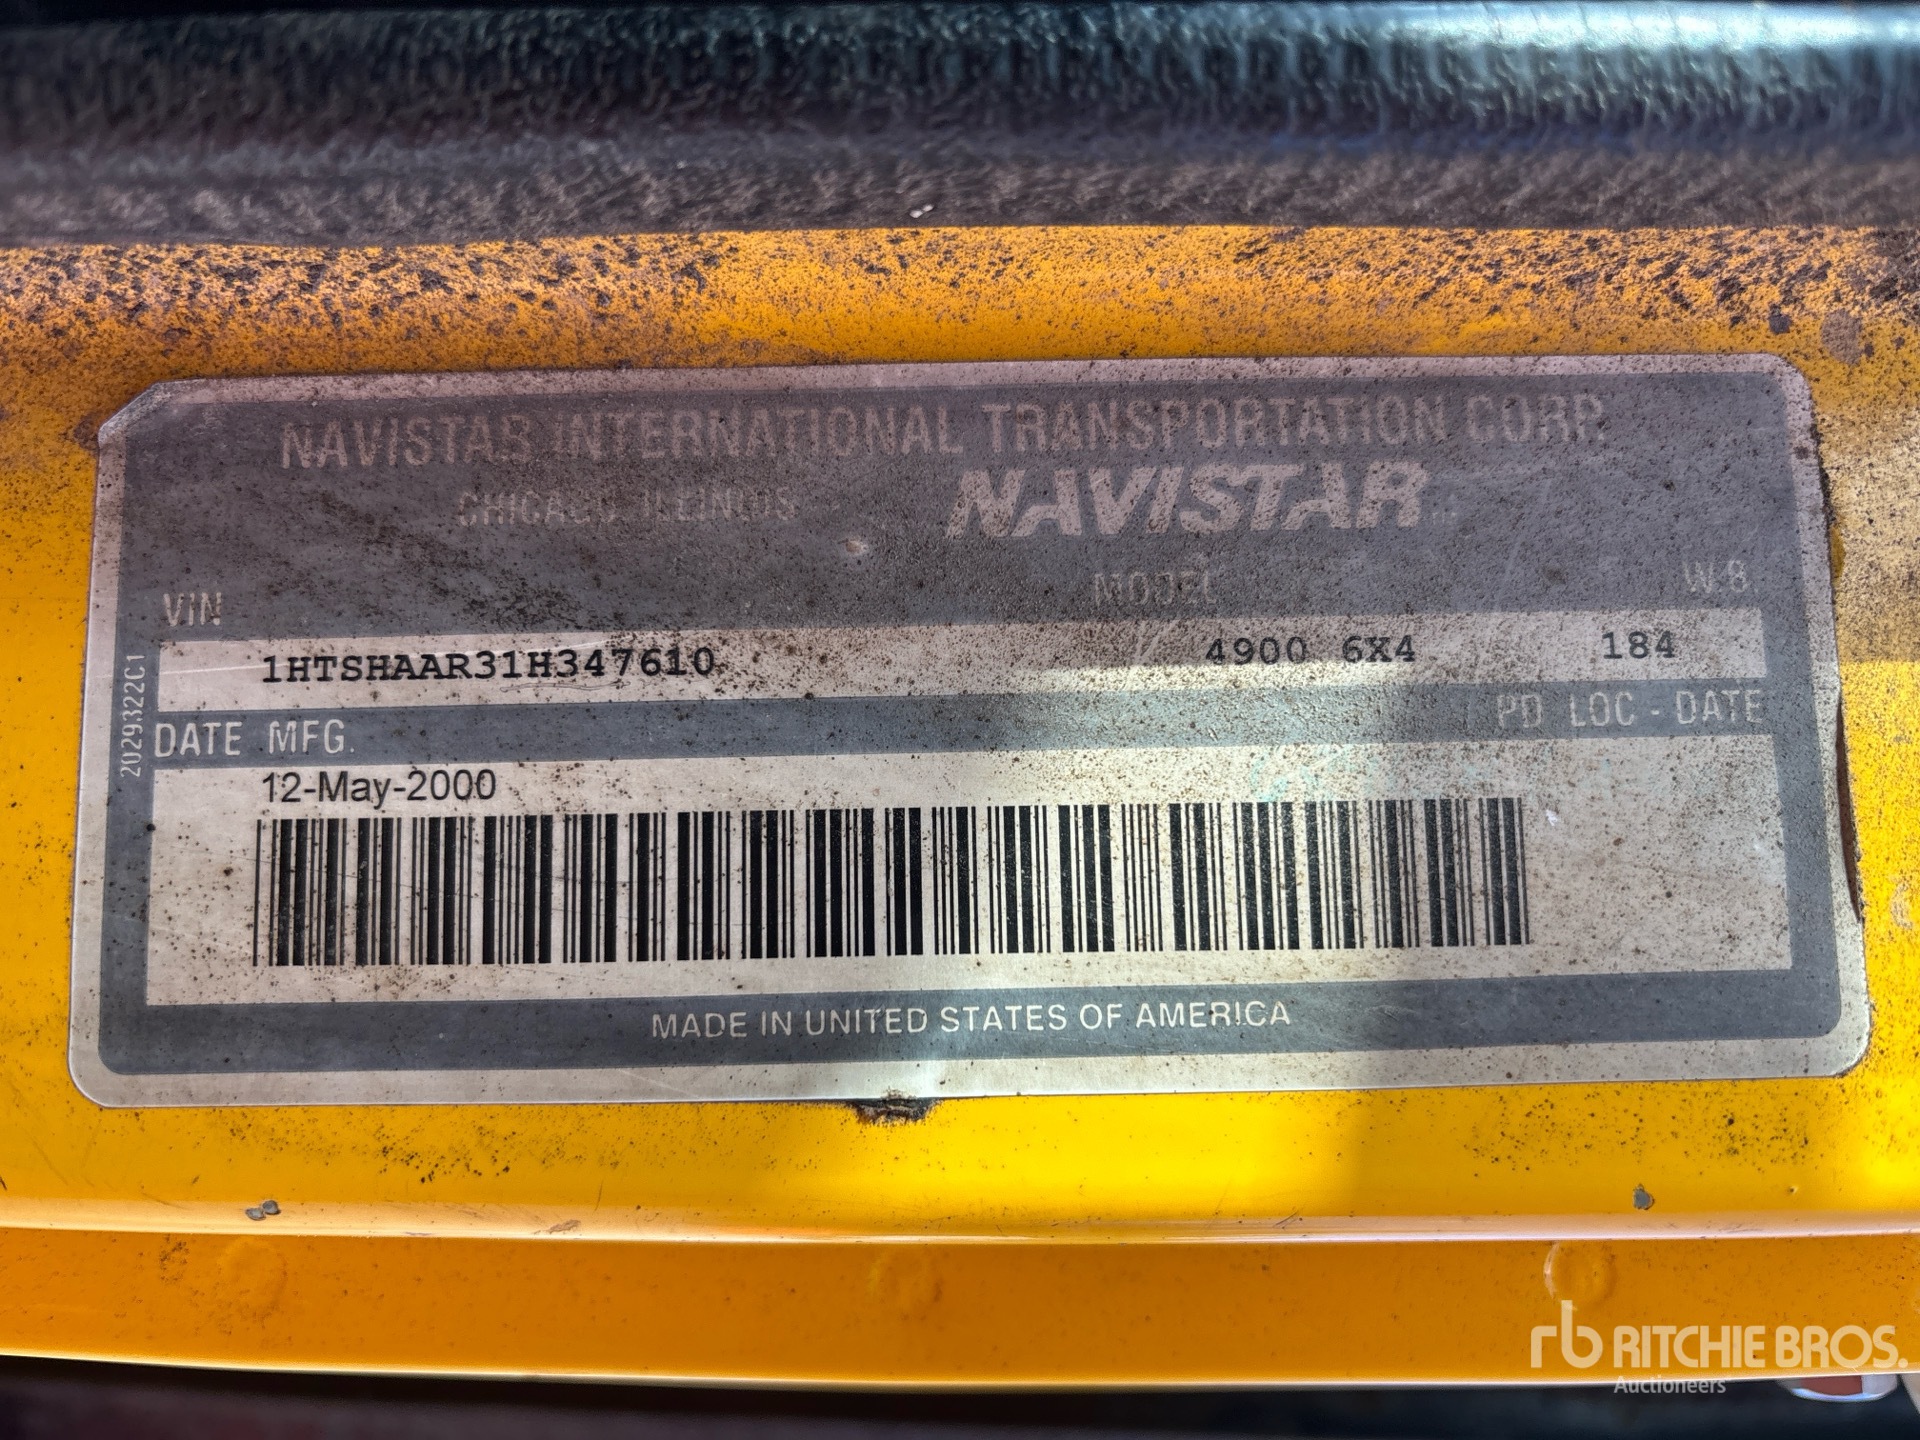 NAVISTAR INTERNATIONAL TRANSPORTATION CORP.
CHICAGO ILLINOIS
NAVISTAR
VIN MODEL W.B.
1HTSHAAR31H347610 4900 6X4 184
DATE MFG. PD LOC - DATE
12-May-2000
MADE IN UNITED STATES OF AMERICA
2029322C1
rb RITCHIE BROS.
Auctioneers